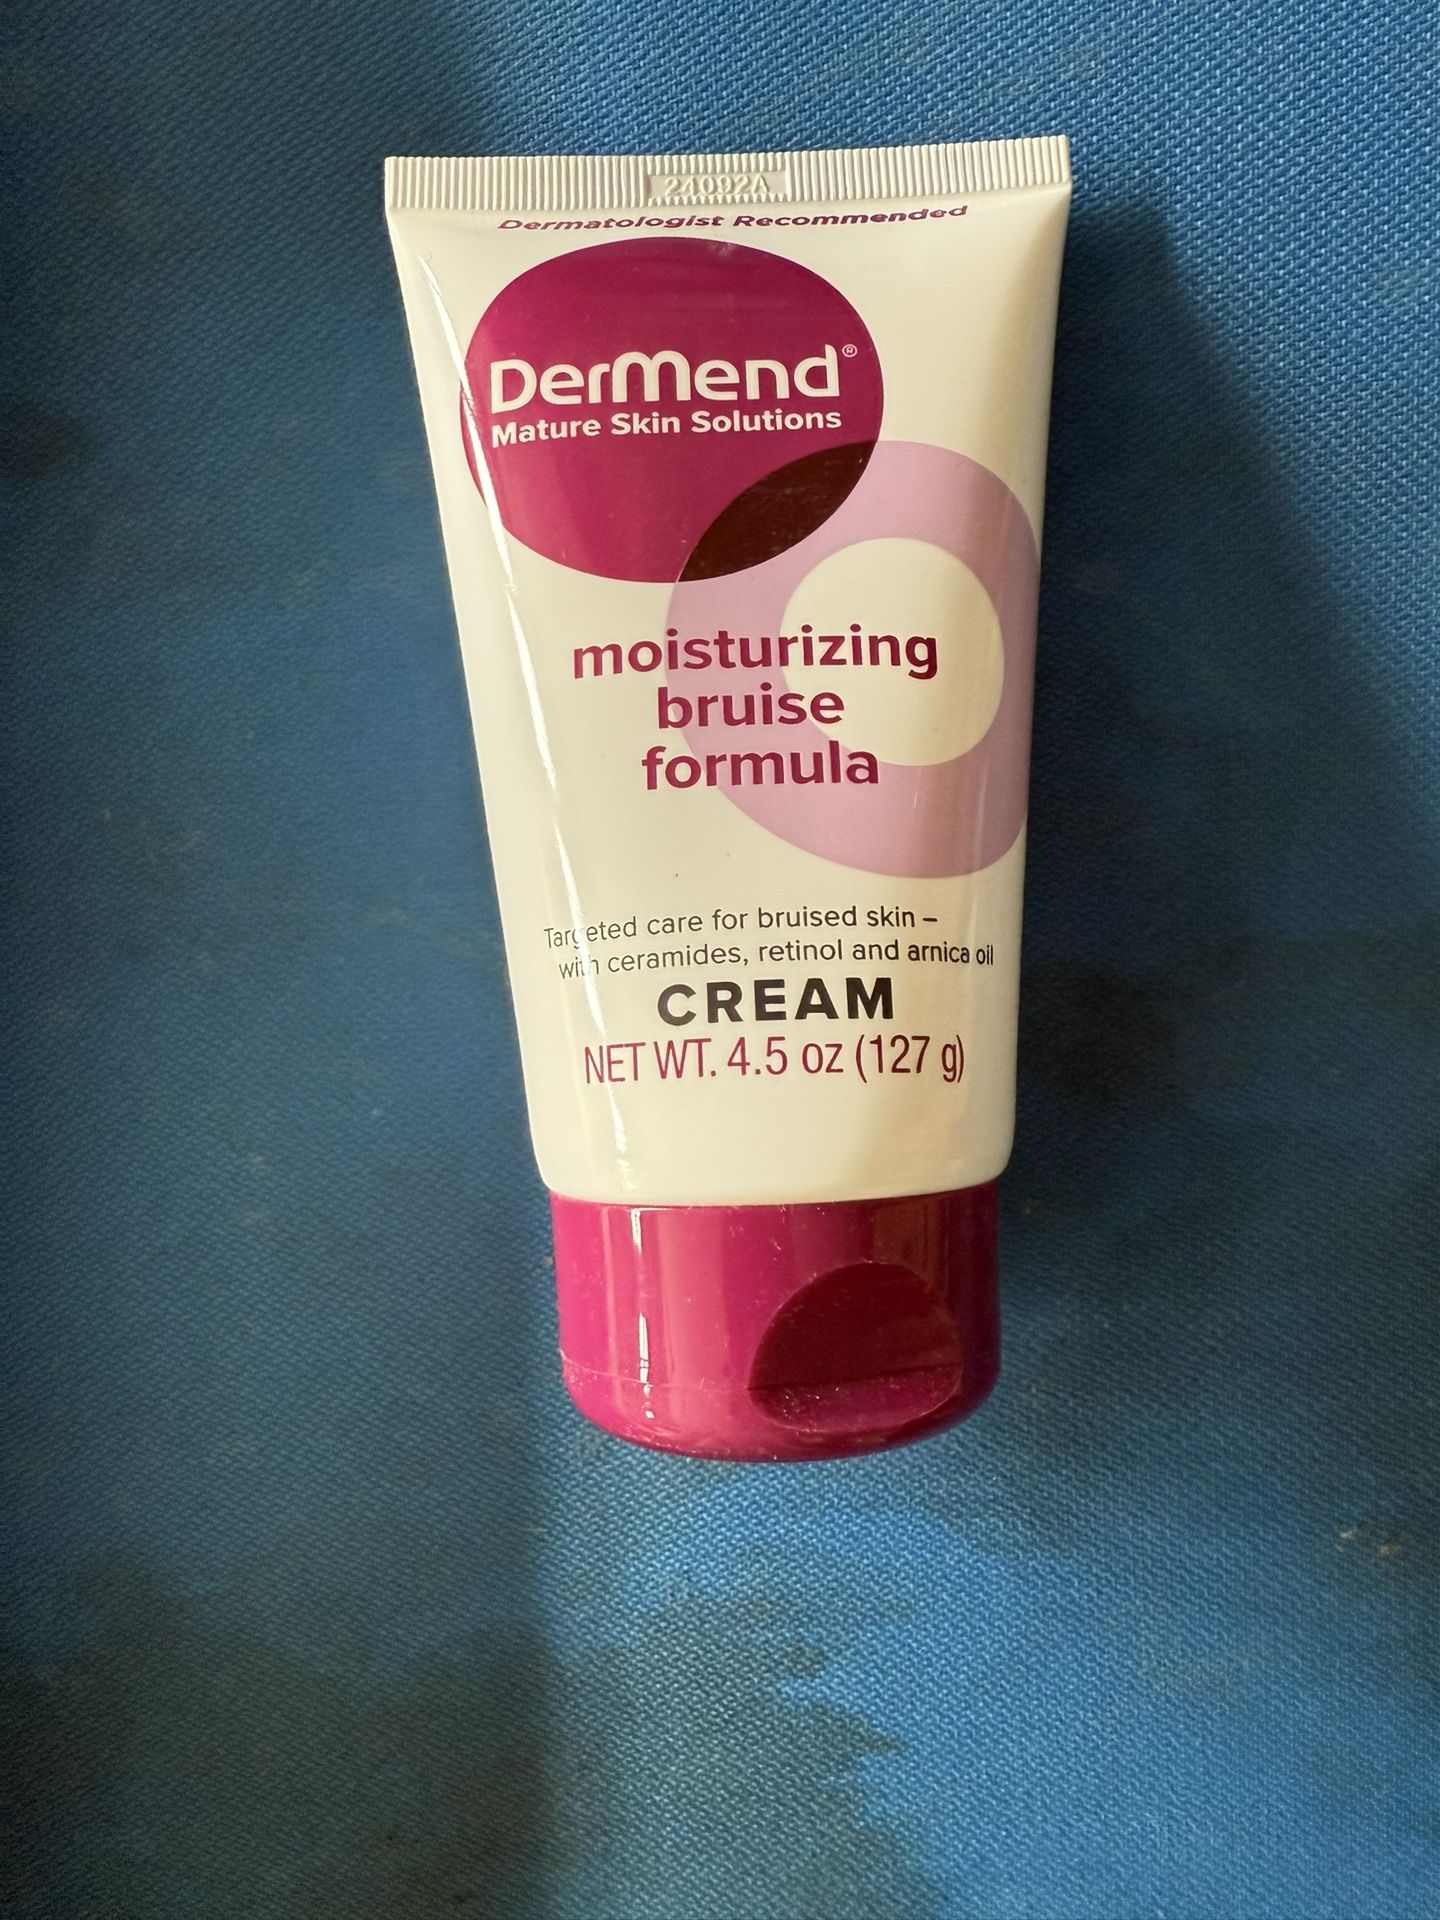 24092A
Dermatologist Recommended
DerMend®
Mature Skin Solutions
moisturizing
bruise
formula
Targeted care for bruised skin –
with ceramides, retinol and arnica oil
CREAM
NET WT. 4.5 oz (127 g)